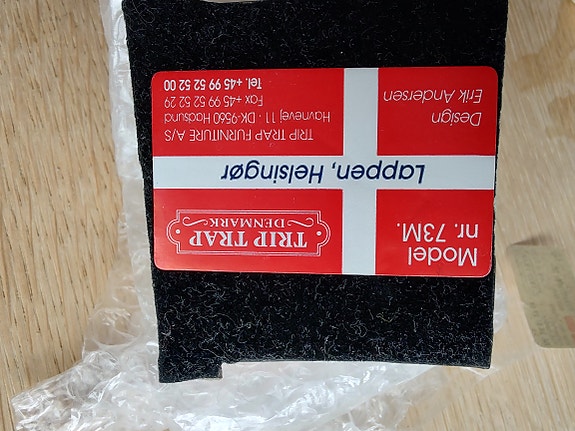 Model
nr. 73M.
TRIP TRAP
DENMARK
Lappen, Helsingør
Design
Erik Andersen
TRIP TRAP FURNITURE A/S
Havnevej 11 · DK-9560 Hadsund
Fax +45 99 52 52 29
Tel. +45 99 52 52 00